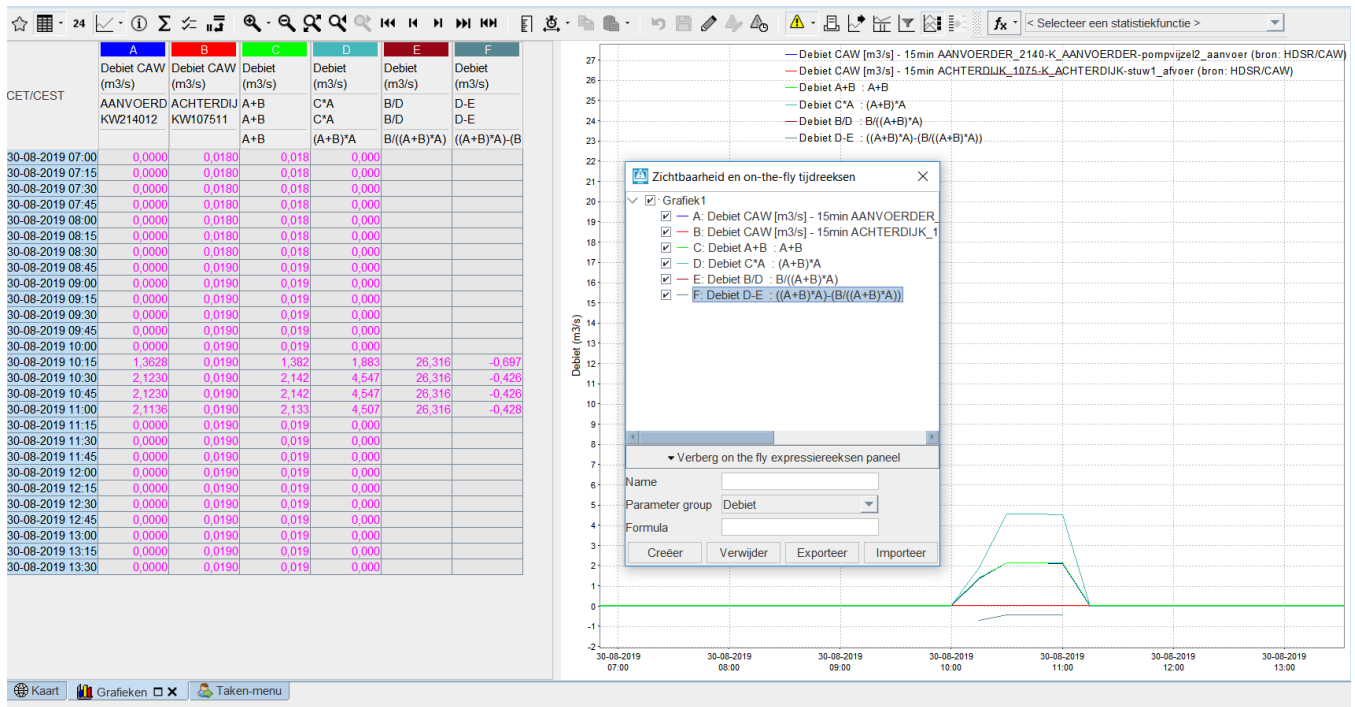 24
fx
< Selecteer een statistiekfunctie >
A B C D E F
CET/CEST
Debiet CAW Debiet CAW Debiet Debiet Debiet Debiet
(m3/s) (m3/s) (m3/s) (m3/s) (m3/s) (m3/s)
AANVOERD ACHTERDIJ A+B C*A B/D D-E
KW214012 KW107511 A+B C*A B/D D-E
A+B (A+B)*A B/((A+B)*A) ((A+B)*A)-(B
30-08-2019 07:00 0,0000 0,0180 0,018 0,000
30-08-2019 07:15 0,0000 0,0180 0,018 0,000
30-08-2019 07:30 0,0000 0,0180 0,018 0,000
30-08-2019 07:45 0,0000 0,0180 0,018 0,000
30-08-2019 08:00 0,0000 0,0180 0,018 0,000
30-08-2019 08:15 0,0000 0,0180 0,018 0,000
30-08-2019 08:30 0,0000 0,0180 0,018 0,000
30-08-2019 08:45 0,0000 0,0190 0,019 0,000
30-08-2019 09:00 0,0000 0,0190 0,019 0,000
30-08-2019 09:15 0,0000 0,0190 0,019 0,000
30-08-2019 09:30 0,0000 0,0190 0,019 0,000
30-08-2019 09:45 0,0000 0,0190 0,019 0,000
30-08-2019 10:00 0,0000 0,0190 0,019 0,000
30-08-2019 10:15 1,3628 0,0190 1,382 1,883 26,316 -0,697
30-08-2019 10:30 2,1230 0,0190 2,142 4,547 26,316 -0,426
30-08-2019 10:45 2,1230 0,0190 2,142 4,547 26,316 -0,426
30-08-2019 11:00 2,1136 0,0190 2,133 4,507 26,316 -0,428
30-08-2019 11:15 0,0000 0,0190 0,019 0,000
30-08-2019 11:30 0,0000 0,0190 0,019 0,000
30-08-2019 11:45 0,0000 0,0190 0,019 0,000
30-08-2019 12:00 0,0000 0,0190 0,019 0,000
30-08-2019 12:15 0,0000 0,0190 0,019 0,000
30-08-2019 12:30 0,0000 0,0190 0,019 0,000
30-08-2019 12:45 0,0000 0,0190 0,019 0,000
30-08-2019 13:00 0,0000 0,0190 0,019 0,000
30-08-2019 13:15 0,0000 0,0190 0,019 0,000
30-08-2019 13:30 0,0000 0,0190 0,019 0,000
Debiet CAW [m3/s] - 15min AANVOERDER_2140-K_AANVOERDER-pompvijzel2_aanvoer (bron: HDSR/CAW)
Debiet CAW [m3/s] - 15min ACHTERDIJK_1075-K_ACHTERDIJK-stuw1_afvoer (bron: HDSR/CAW)
Debiet A+B : A+B
Debiet C*A : (A+B)*A
Debiet B/D : B/((A+B)*A)
Debiet D-E : ((A+B)*A)-(B/((A+B)*A))
27
26
25
24
23
22
21
20
19
18
17
16
15
14
13
12
11
10
9
8
7
6
5
4
3
2
1
0
-1
-2
Debiet (m3/s)
30-08-2019 30-08-2019 30-08-2019 30-08-2019 30-08-2019 30-08-2019 30-08-2019
07:00 08:00 09:00 10:00 11:00 12:00 13:00
Zichtbaarheid en on-the-fly tijdreeksen
Grafiek1
A: Debiet CAW [m3/s] - 15min AANVOERDER_
B: Debiet CAW [m3/s] - 15min ACHTERDIJK_1
C: Debiet A+B : A+B
D: Debiet C*A : (A+B)*A
E: Debiet B/D : B/((A+B)*A)
F: Debiet D-E : ((A+B)*A)-(B/((A+B)*A))
Verberg on the fly expressiereeksen paneel
Name
Parameter group Debiet
Formula
Creëer Verwijder Exporteer Importeer
Kaart Grafieken Taken-menu